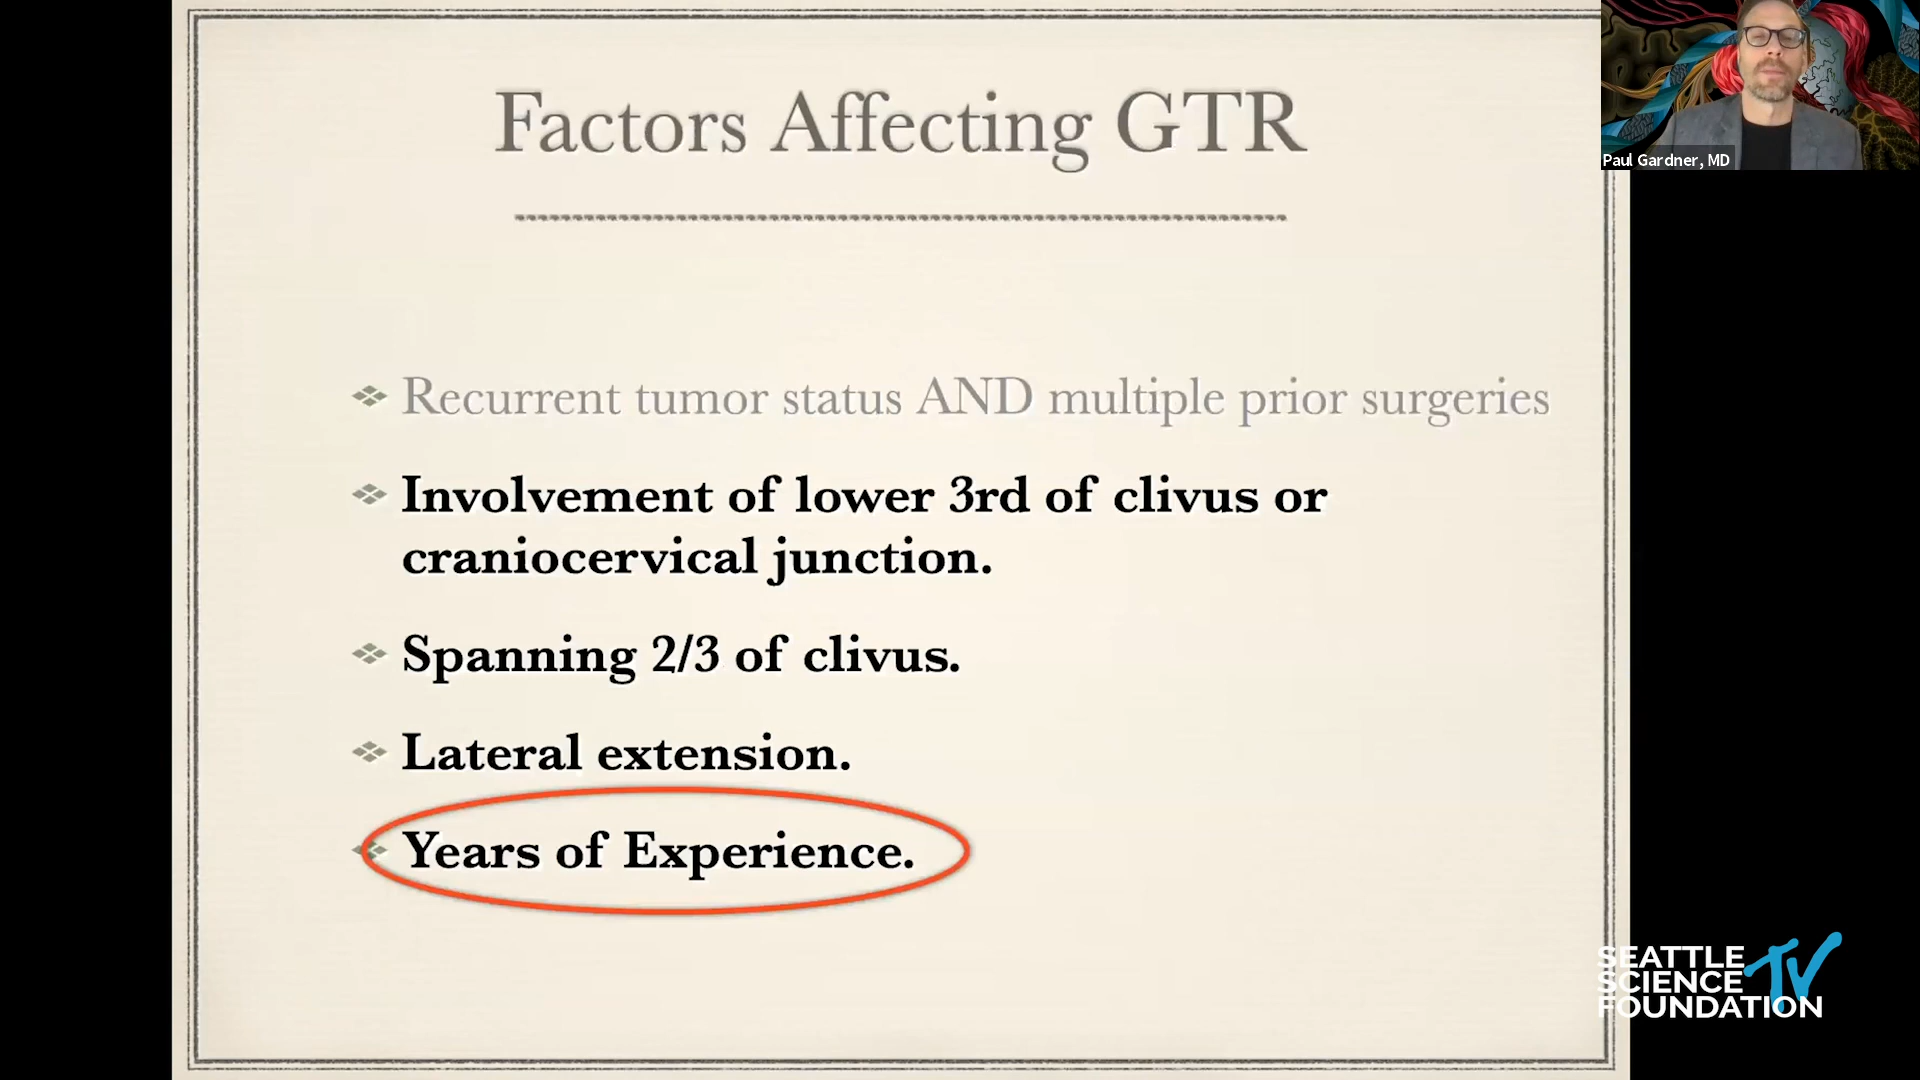 Factors Affecting GTR
Recurrent tumor status AND multiple prior surgeries
Involvement of lower 3rd of clivus or
craniocervical junction.
Spanning 2/3 of clivus.
Lateral extension.
Years of Experience.
Paul Gardner, MD
SEATTLE
SCIENCE
FOUNDATION
TV